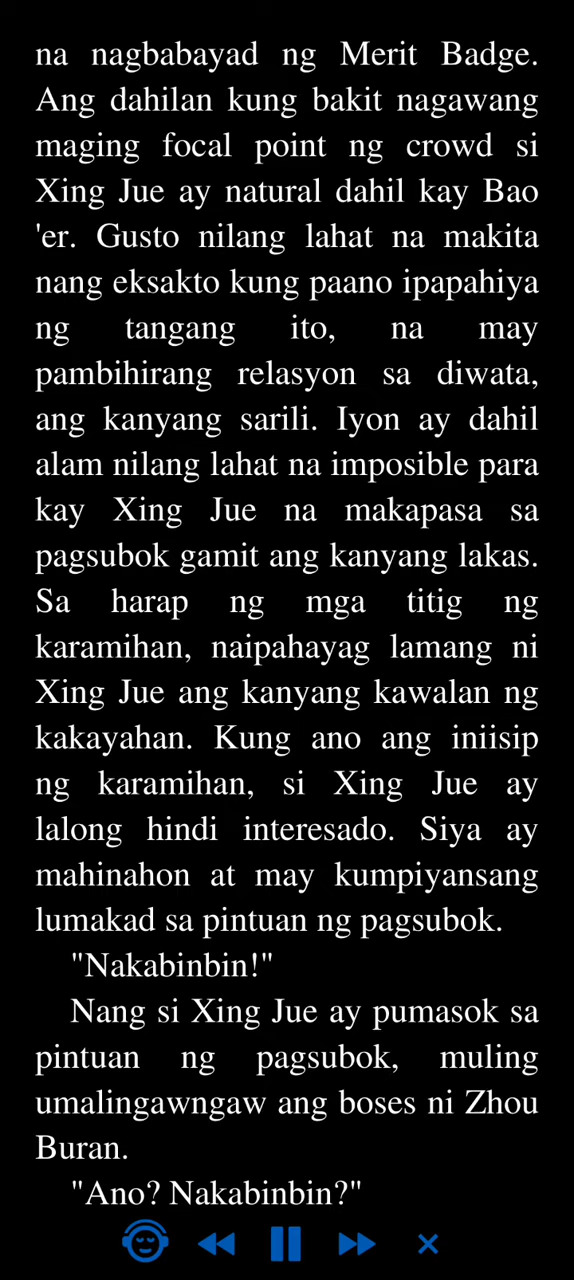 na nagbabayad ng Merit Badge.
Ang dahilan kung bakit nagawang
maging focal point ng crowd si
Xing Jue ay natural dahil kay Bao
'er. Gusto nilang lahat na makita
nang eksakto kung paano ipapahiya
ng tangang ito, na may
pambihirang relasyon sa diwata,
ang kanyang sarili. Iyon ay dahil
alam nilang lahat na imposible para
kay Xing Jue na makapasa sa
pagsubok gamit ang kanyang lakas.
Sa harap ng mga titig ng
karamihan, naipahayag lamang ni
Xing Jue ang kanyang kawalan ng
kakayahan. Kung ano ang iniisip
ng karamihan, si Xing Jue ay
lalong hindi interesado. Siya ay
mahinahon at may kumpiyansang
lumakad sa pintuan ng pagsubok.
"Nakabinbin!"
Nang si Xing Jue ay pumasok sa
pintuan ng pagsubok, muling
umalingawngaw ang boses ni Zhou
Buran.
"Ano? Nakabinbin?"